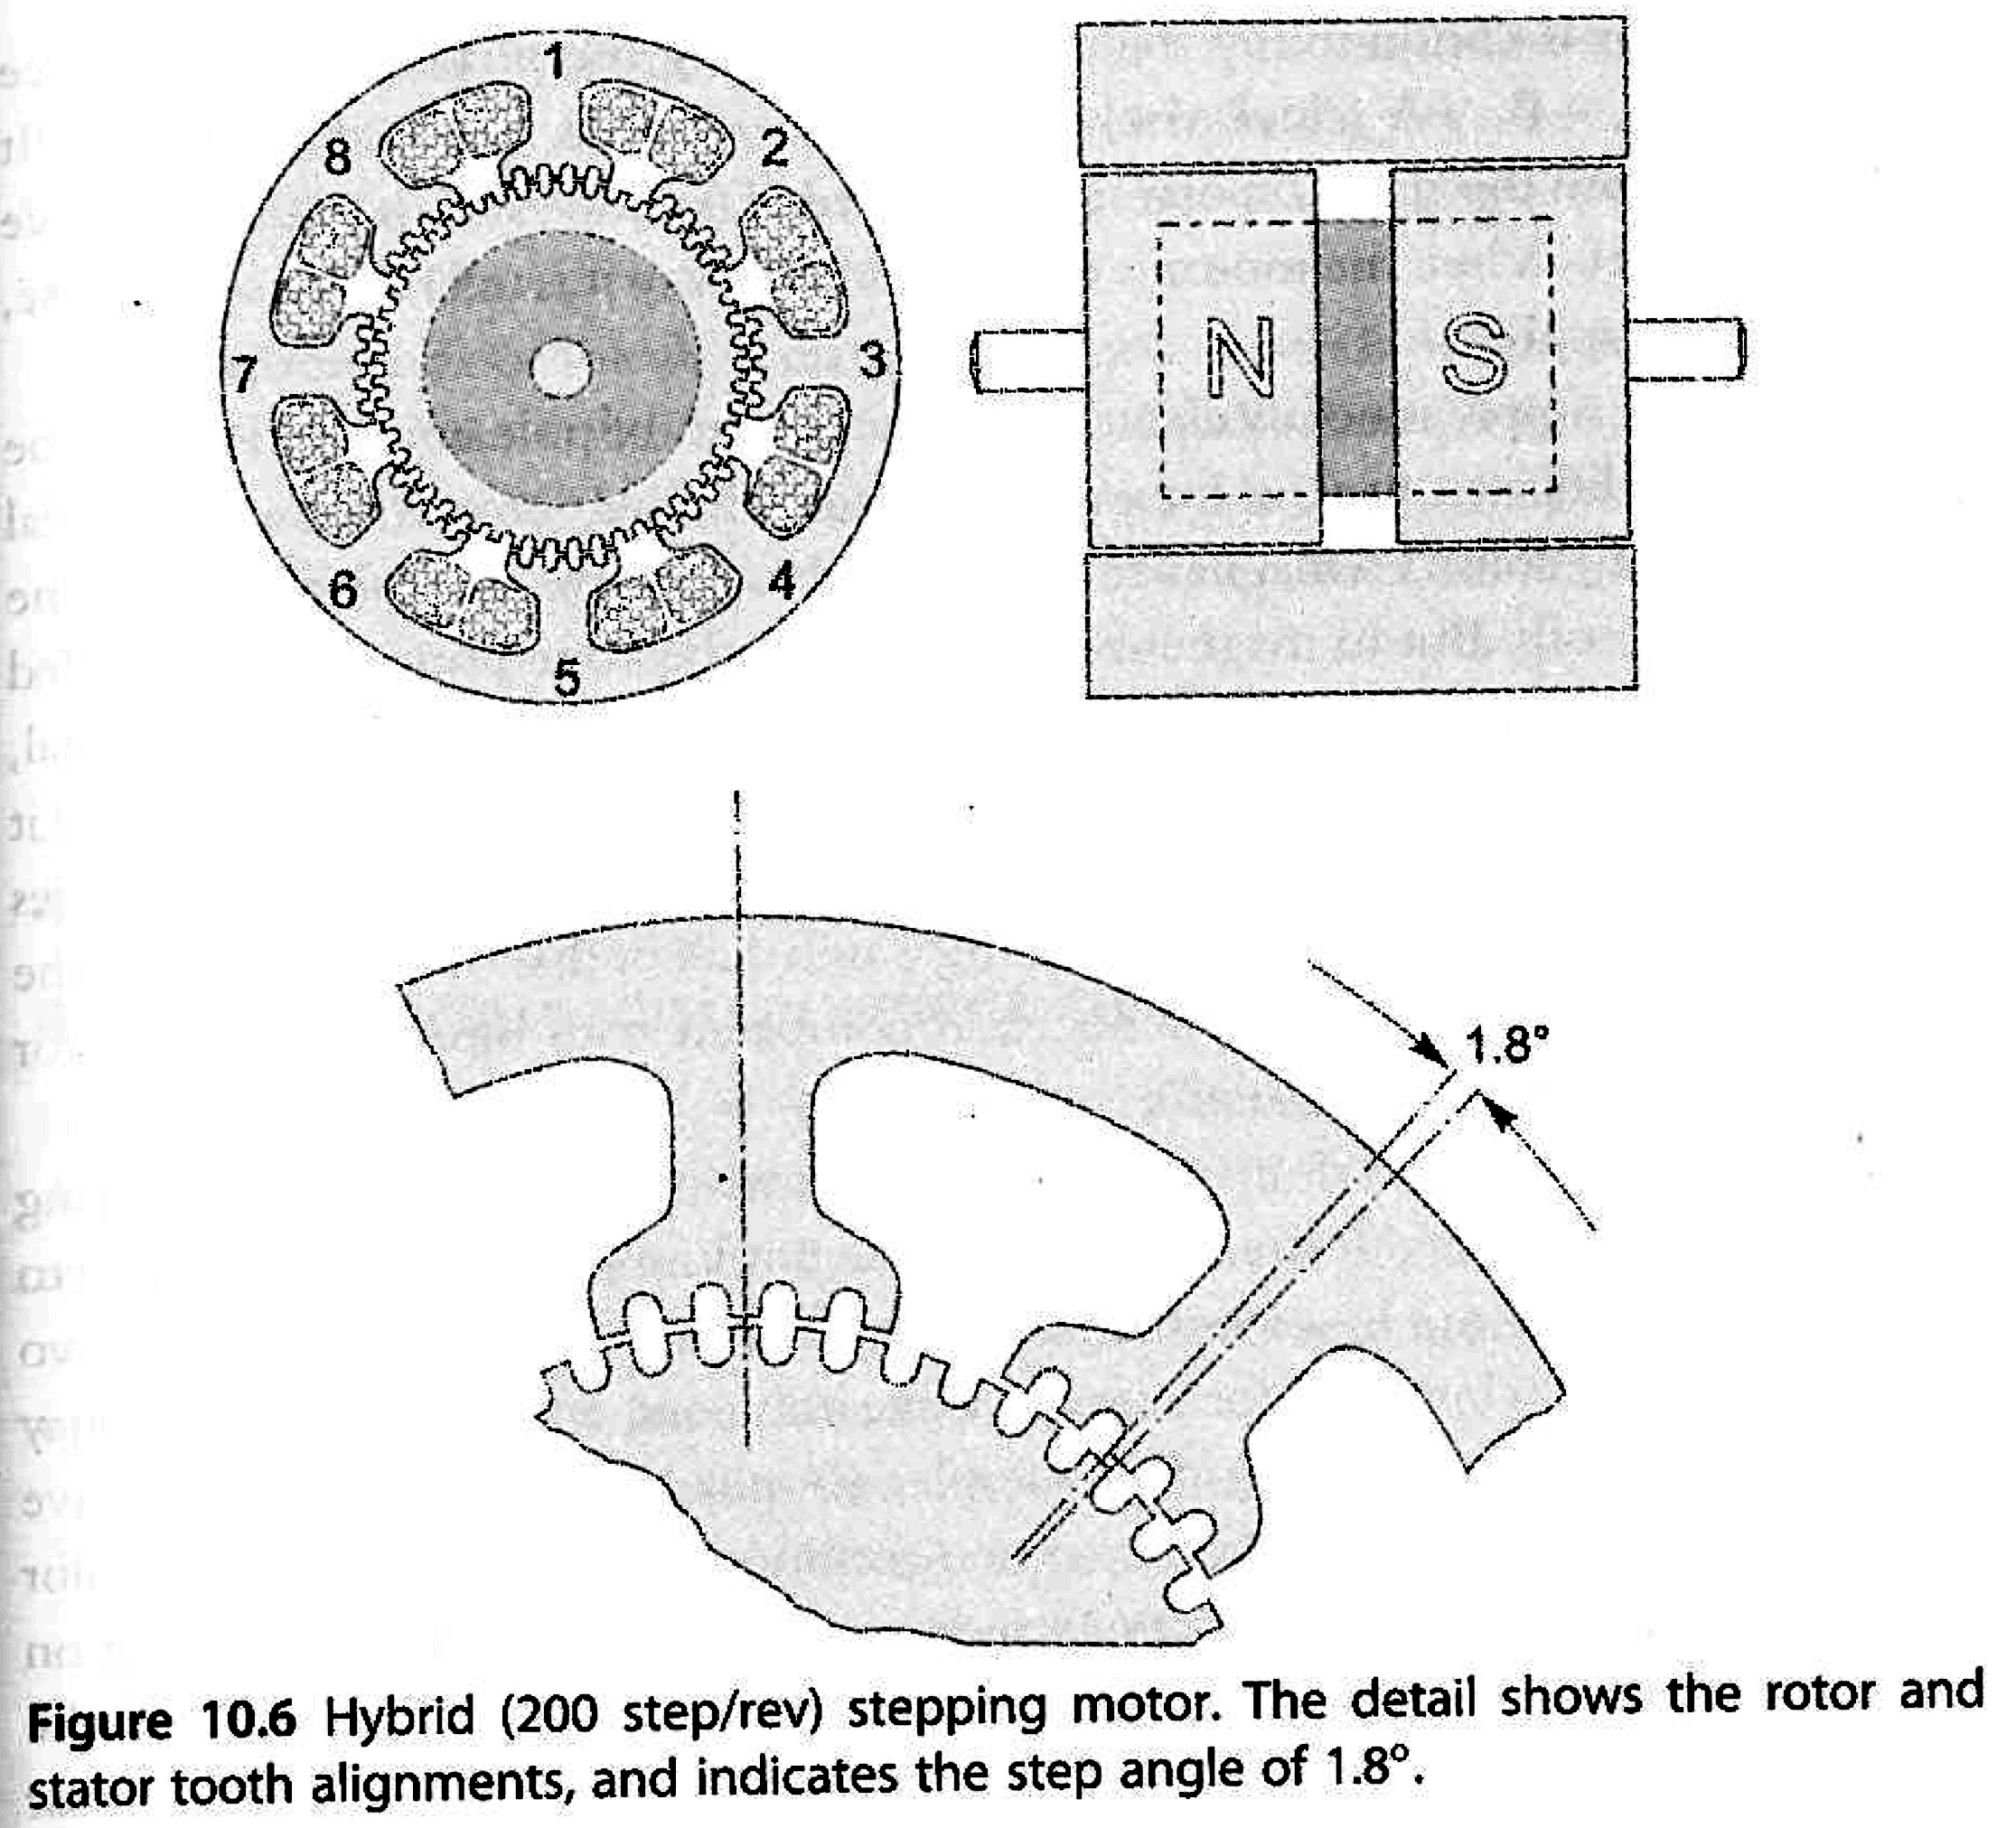 1
2
3
4
5
6
7
8
N
S
1.8°
Figure 10.6 Hybrid (200 step/rev) stepping motor. The detail shows the rotor and
stator tooth alignments, and indicates the step angle of 1.8°.